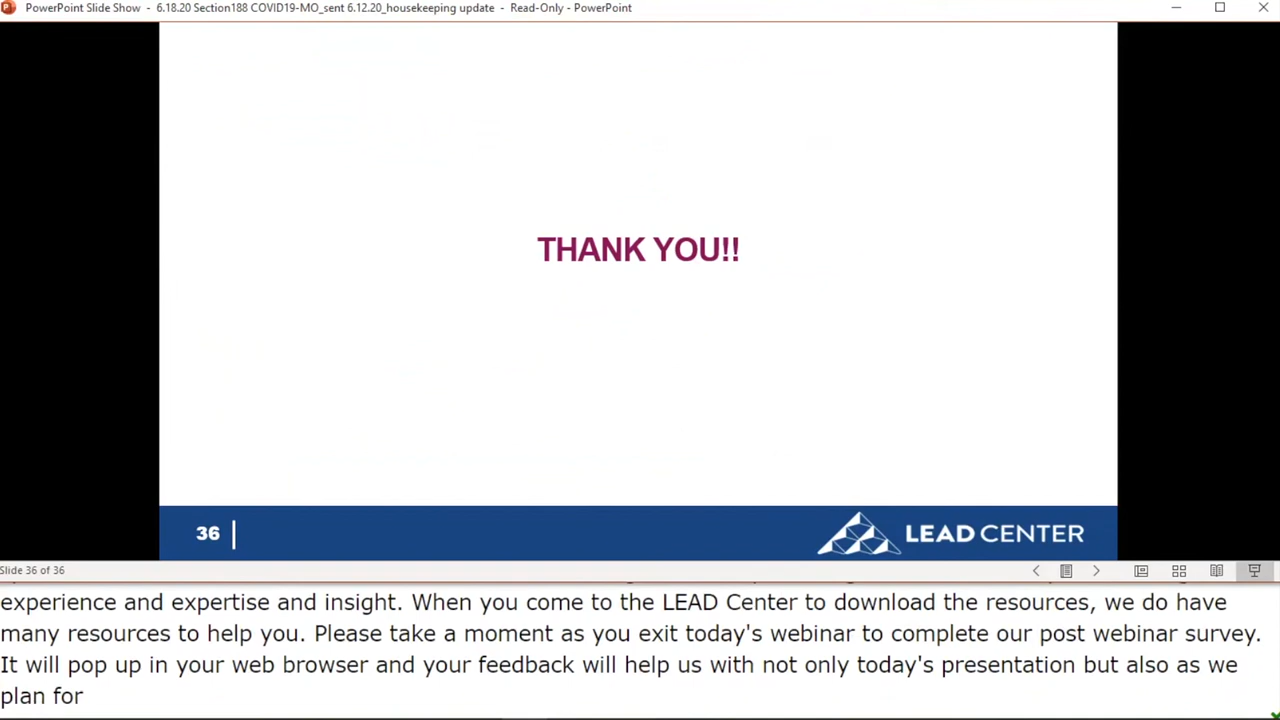 PowerPoint Slide Show - 6.18.20 Section188 COVID19-MO_sent 6.12.20_housekeeping update - Read-Only - PowerPoint
THANK YOU!!
36
LEAD CENTER
Slide 36 of 36
experience and expertise and insight. When you come to the LEAD Center to download the resources, we do have
many resources to help you. Please take a moment as you exit today's webinar to complete our post webinar survey.
It will pop up in your web browser and your feedback will help us with not only today's presentation but also as we
plan for